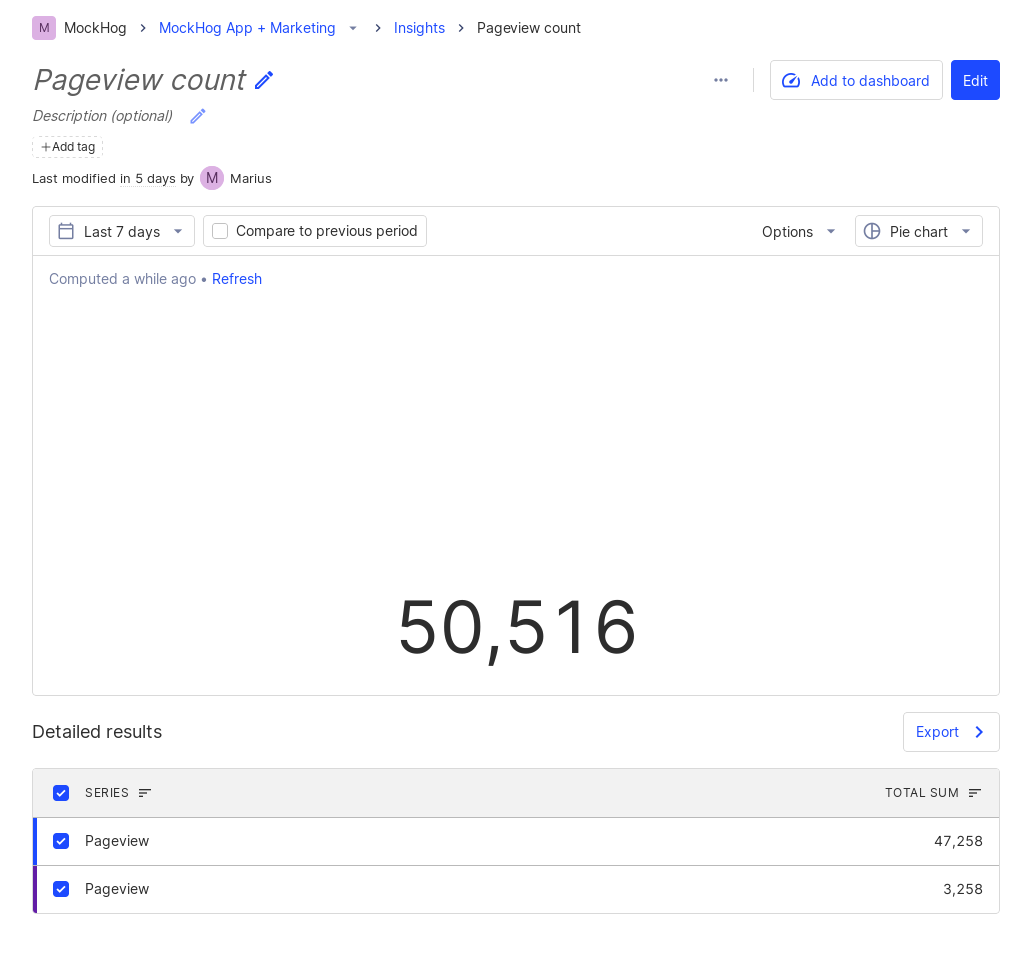 M MockHog MockHog App + Marketing Insights Pageview count
Pageview count
Add to dashboard Edit
Description (optional)
Add tag
Last modified in 5 days by M Marius
Last 7 days Compare to previous period Options Pie chart
Computed a while ago • Refresh
50,516
Detailed results Export
SERIES TOTAL SUM
Pageview 47,258
Pageview 3,258